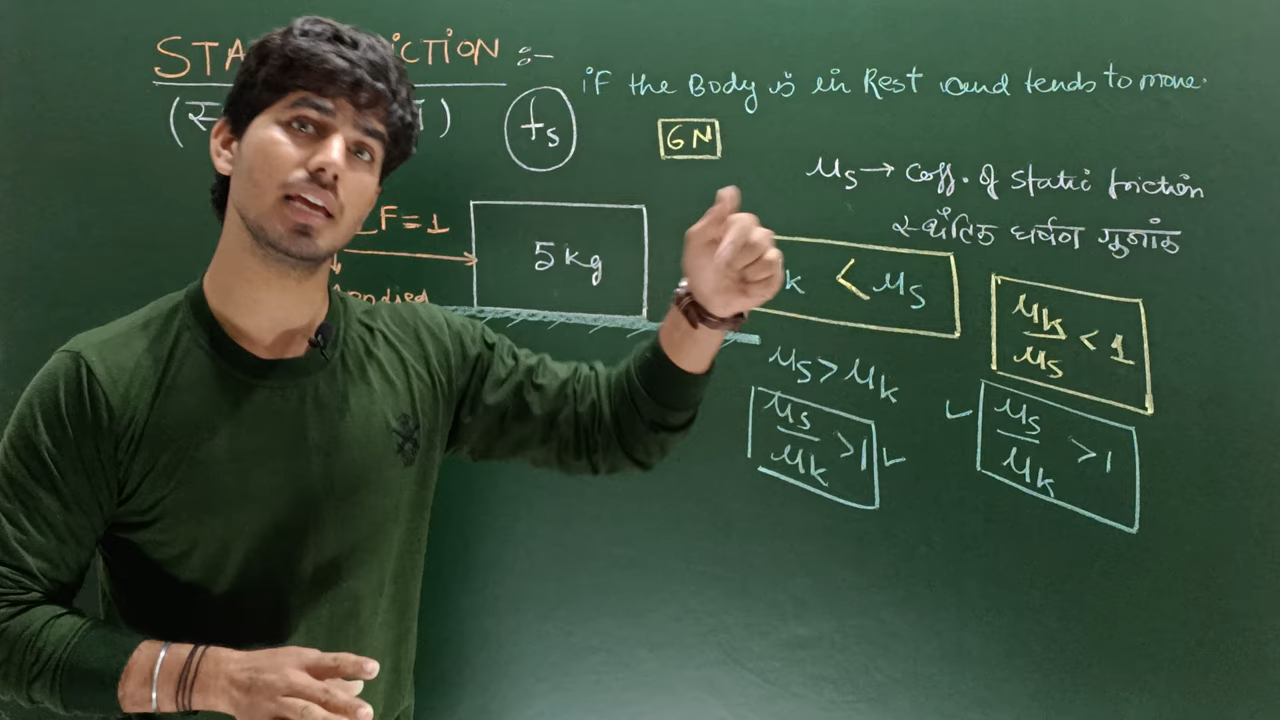 STA ICTION :-
if the Body is in Rest and tends to move.
fs
6 N
μs → Coff. of static friction
स्थैतिक घर्षण गुणांक
F=1
5 kg
k < μs
μk/μs < 1
μs > μk
μs/μk >1 ✓
✓ μs/μk >1